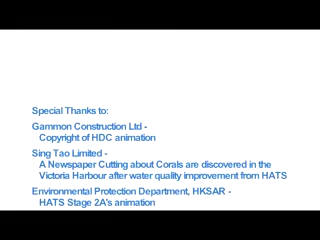 Special Thanks to:
Gammon Construction Ltd -
Copyright of HDC animation
Sing Tao Limited -
A Newspaper Cutting about Corals are discovered in the
Victoria Harbour after water quality improvement from HATS
Environmental Protection Department, HKSAR -
HATS Stage 2A's animation